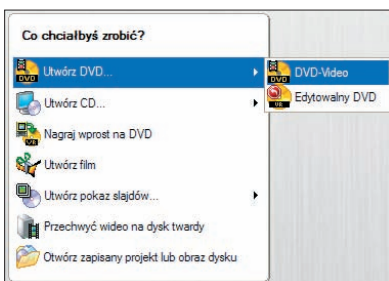 Co chciałbyś zrobić?
Utwórz DVD...
DVD-Video
Edytowalny DVD
Utwórz CD...
Nagraj wprost na DVD
Utwórz film
Utwórz pokaz slajdów...
Przechwyć wideo na dysk twardy
Otwórz zapisany projekt lub obraz dysku